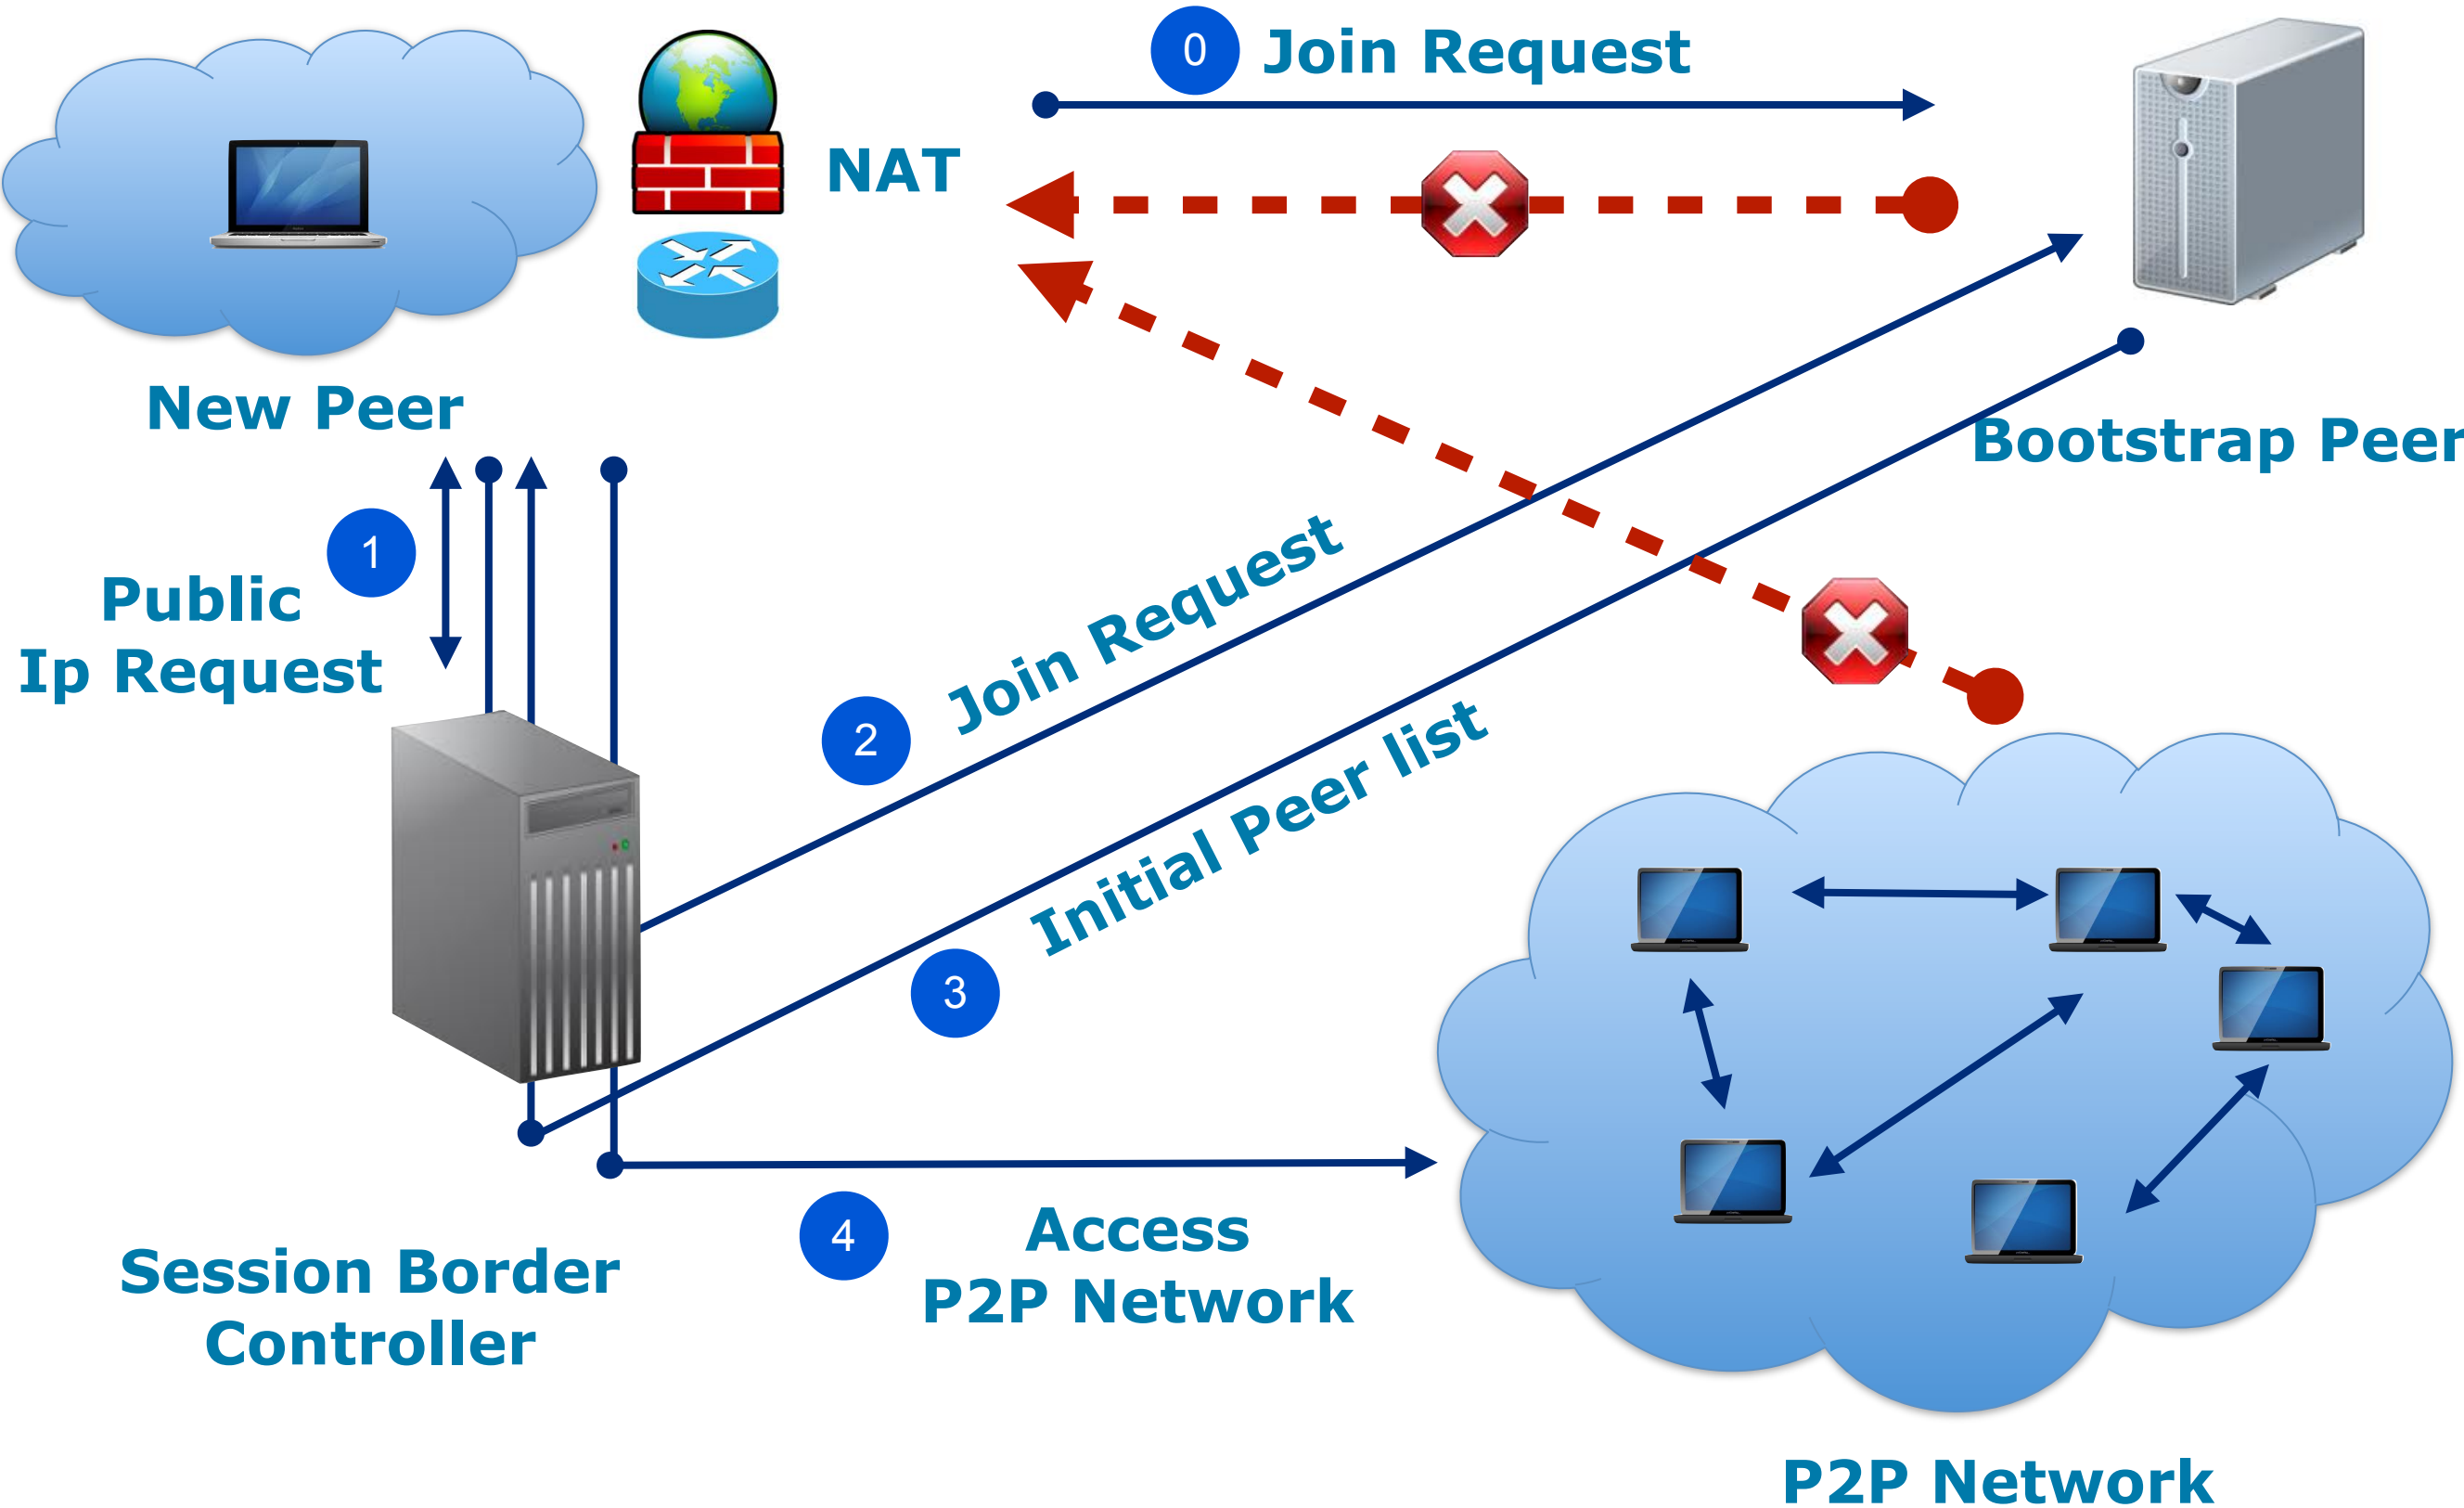 0
Join Request
NAT
New Peer
Bootstrap Peer
1
Public
Ip Request
Join Request
2
Initial Peer list
3
4
Access
P2P Network
Session Border
Controller
P2P Network